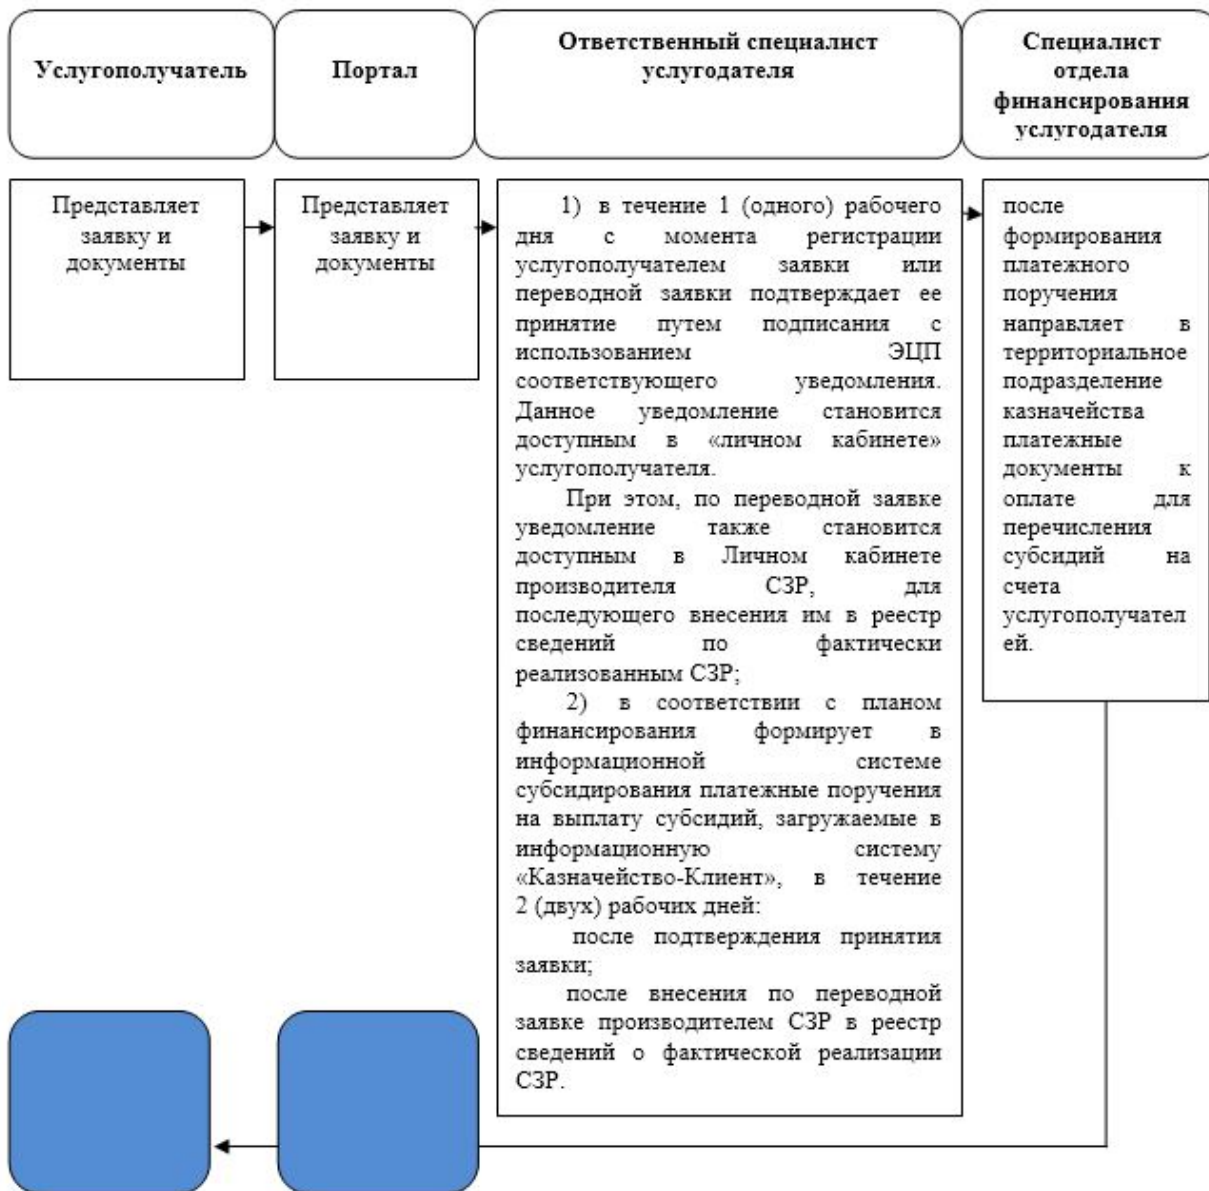 Услугополучатель
Портал
Ответственный специалист
услугодателя
Специалист
отдела
финансирования
услугодателя
Представляет
заявку и
документы
Представляет
заявку и
документы
1) в течение 1 (одного) рабочего
дня с момента регистрации
услугополучателем заявки или
переводной заявки подтверждает ее
принятие путем подписания с
использованием ЭЦП
соответствующего уведомления.
Данное уведомление становится
доступным в «личном кабинете»
услугополучателя.
При этом, по переводной заявке
уведомление также становится
доступным в Личном кабинете
производителя СЗР, для
последующего внесения им в реестр
сведений по фактически
реализованным СЗР;
2) в соответствии с планом
финансирования формирует в
информационной системе
субсидирования платежные поручения
на выплату субсидий, загружаемые в
информационную систему
«Казначейство-Клиент», в течение
2 (двух) рабочих дней:
после подтверждения принятия
заявки;
после внесения по переводной
заявке производителем СЗР в реестр
сведений о фактической реализации
СЗР.
после
формирования
платежного
поручения
направляет в
территориальное
подразделение
казначейства
платежные
документы к
оплате для
перечисления
субсидий на
счета
услугополучател
ей.